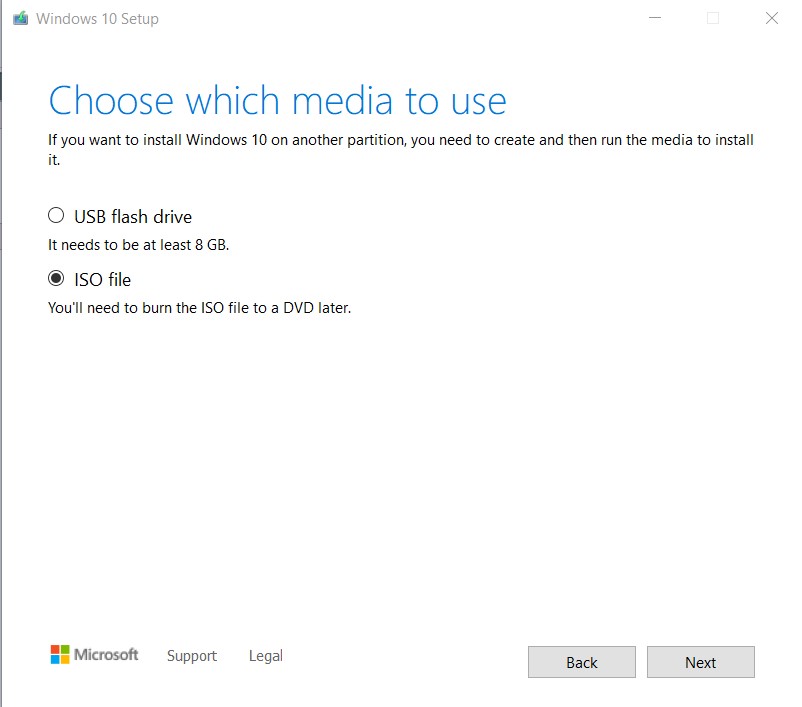 Windows 10 Setup
Choose which media to use
If you want to install Windows 10 on another partition, you need to create and then run the media to install
it.
USB flash drive
It needs to be at least 8 GB.
ISO file
You'll need to burn the ISO file to a DVD later.
Microsoft Support Legal
Back Next